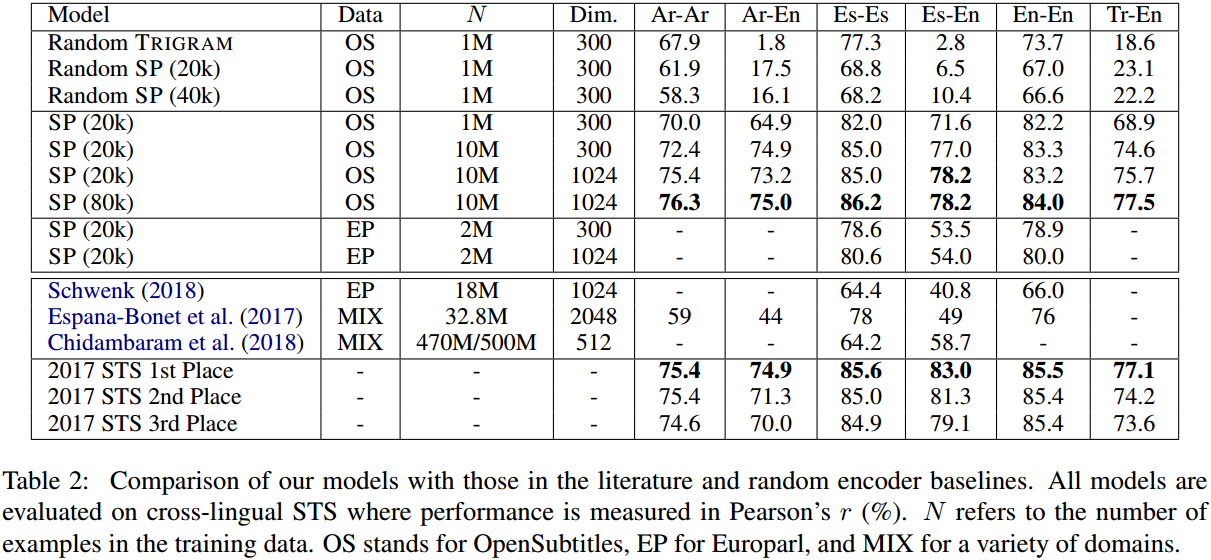 Model Data N Dim. Ar-Ar Ar-En Es-Es Es-En En-En Tr-En
Random TRIGRAM OS 1M 300 67.9 1.8 77.3 2.8 73.7 18.6
Random SP (20k) OS 1M 300 61.9 17.5 68.8 6.5 67.0 23.1
Random SP (40k) OS 1M 300 58.3 16.1 68.2 10.4 66.6 22.2
SP (20k) OS 1M 300 70.0 64.9 82.0 71.6 82.2 68.9
SP (20k) OS 10M 300 72.4 74.9 85.0 77.0 83.3 74.6
SP (20k) OS 10M 1024 75.4 73.2 85.0 78.2 83.2 75.7
SP (80k) OS 10M 1024 76.3 75.0 86.2 78.2 84.0 77.5
SP (20k) EP 2M 300 - - 78.6 53.5 78.9 -
SP (20k) EP 2M 1024 - - 80.6 54.0 80.0 -
Schwenk (2018) EP 18M 1024 - - 64.4 40.8 66.0 -
Espana-Bonet et al. (2017) MIX 32.8M 2048 59 44 78 49 76 -
Chidambaram et al. (2018) MIX 470M/500M 512 - - 64.2 58.7 - -
2017 STS 1st Place - - - 75.4 74.9 85.6 83.0 85.5 77.1
2017 STS 2nd Place - - - 75.4 71.3 85.0 81.3 85.4 74.2
2017 STS 3rd Place - - - 74.6 70.0 84.9 79.1 85.4 73.6
Table 2: Comparison of our models with those in the literature and random encoder baselines. All models are
evaluated on cross-lingual STS where performance is measured in Pearson's r (%). N refers to the number of
examples in the training data. OS stands for OpenSubtitles, EP for Europarl, and MIX for a variety of domains.